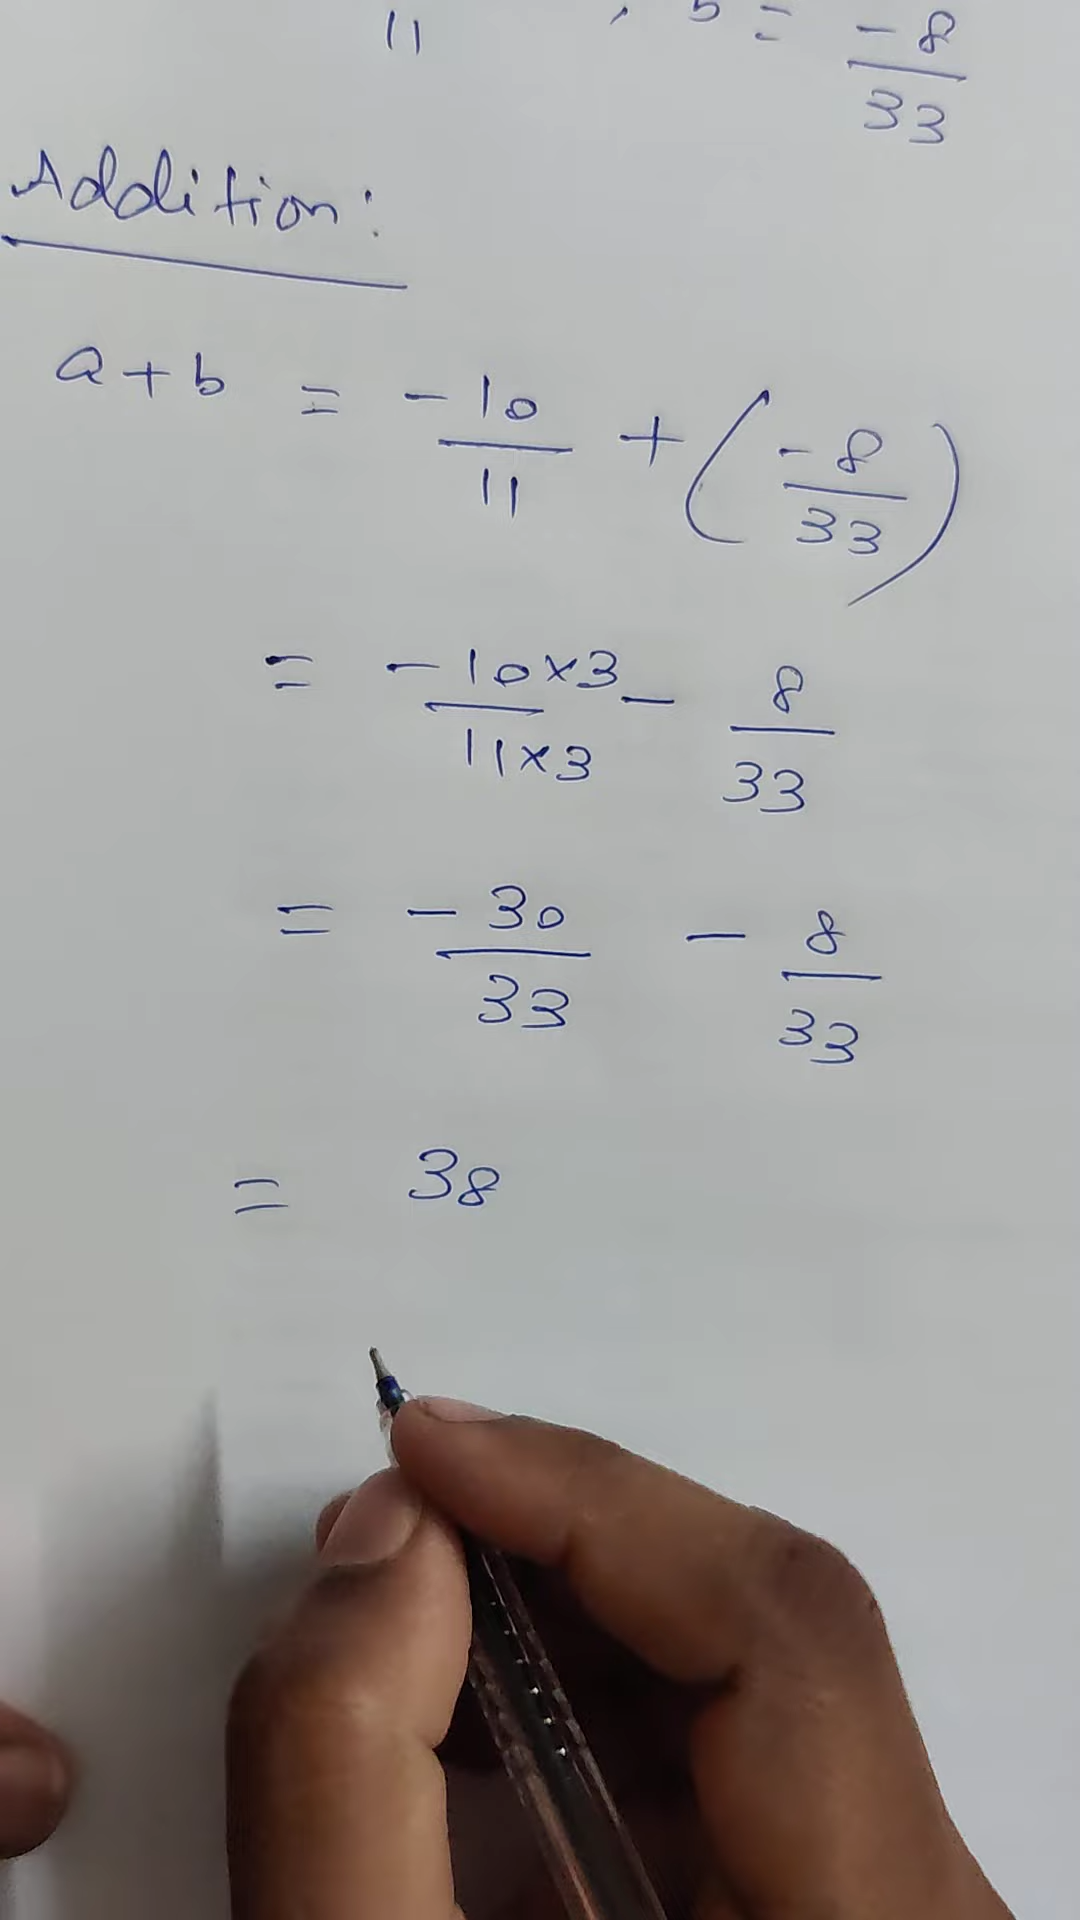 11 , b = -8/33
Addition:
a + b = -10/11 + (-8/33)
= -10×3/11×3 - 8/33
= -30/33 - 8/33
= 38